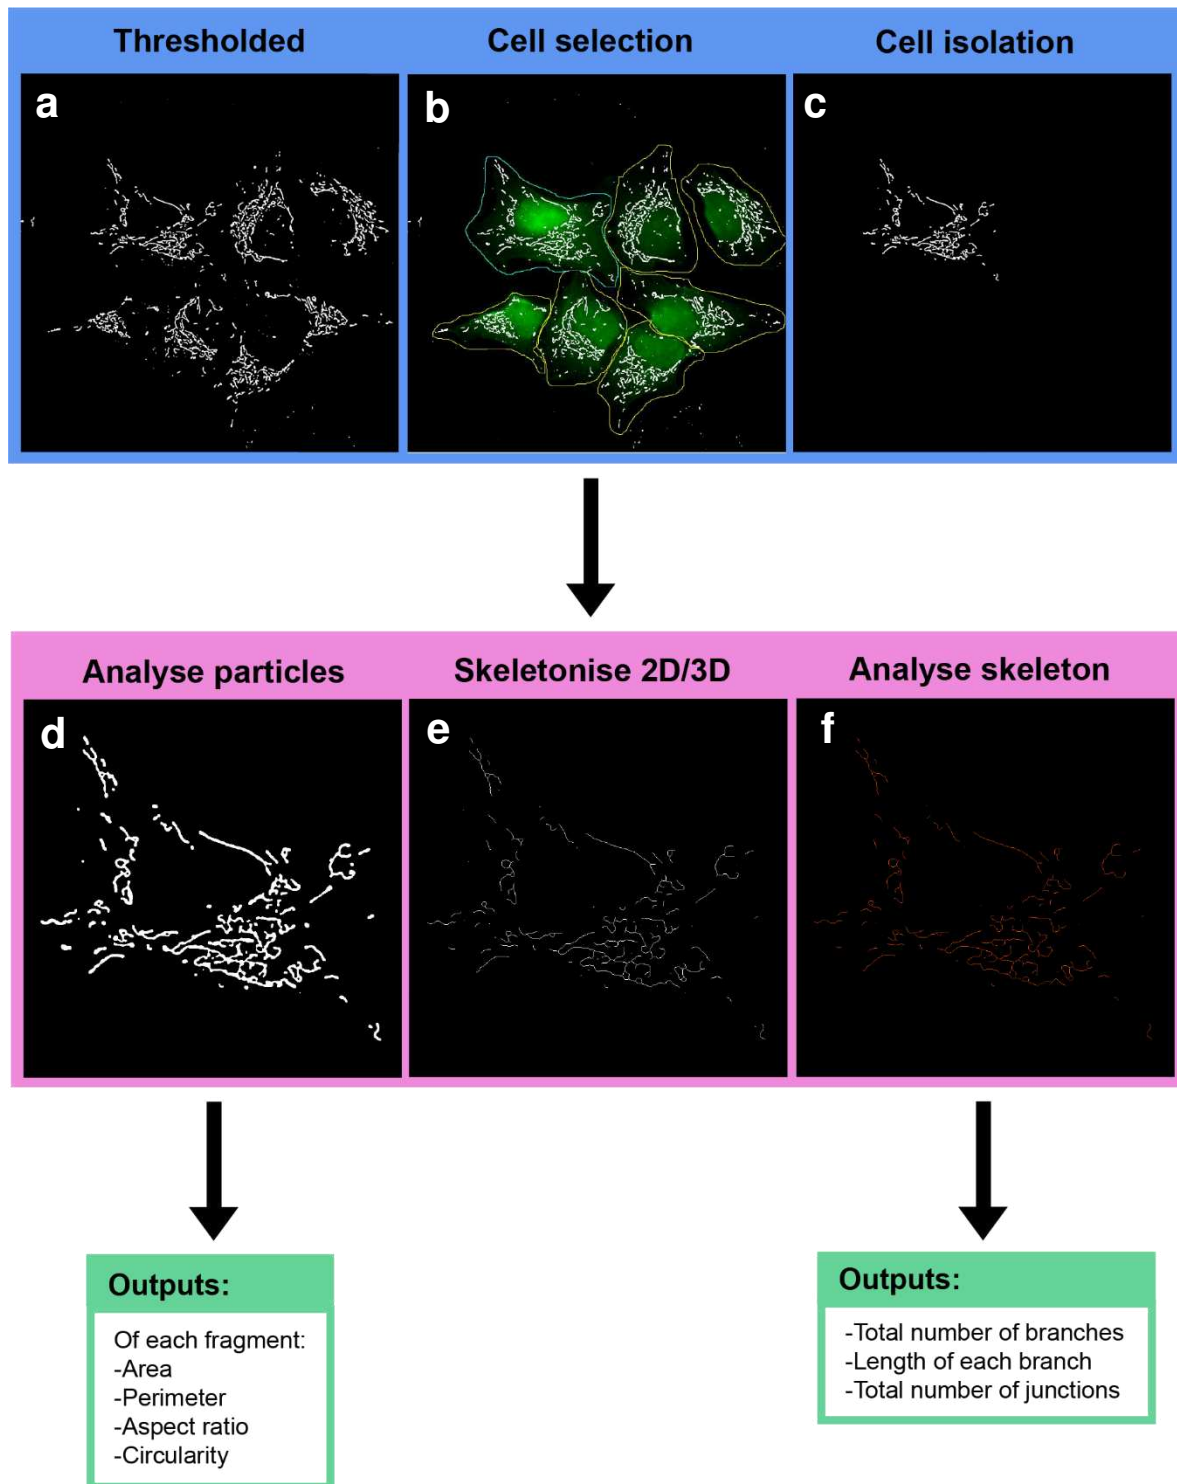 Thresholded
Cell selection
Cell isolation
a
b
c
Analyse particles
Skeletonise 2D/3D
Analyse skeleton
d
e
f
Outputs:
Of each fragment:
-Area
-Perimeter
-Aspect ratio
-Circularity
Outputs:
-Total number of branches
-Length of each branch
-Total number of junctions